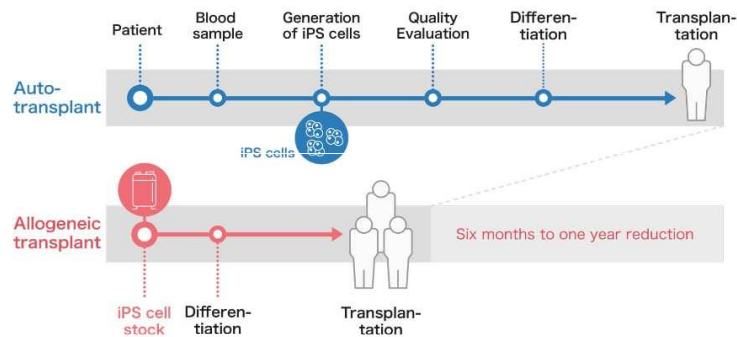 Patient
Blood
sample
Generation
of iPS cells
Quality
Evaluation
Differen-
tiation
Transplan-
tation
Auto-
transplant
iPS cells
Allogeneic
transplant
Six months to one year reduction
iPS cell
stock
Differen-
tiation
Transplan-
tation